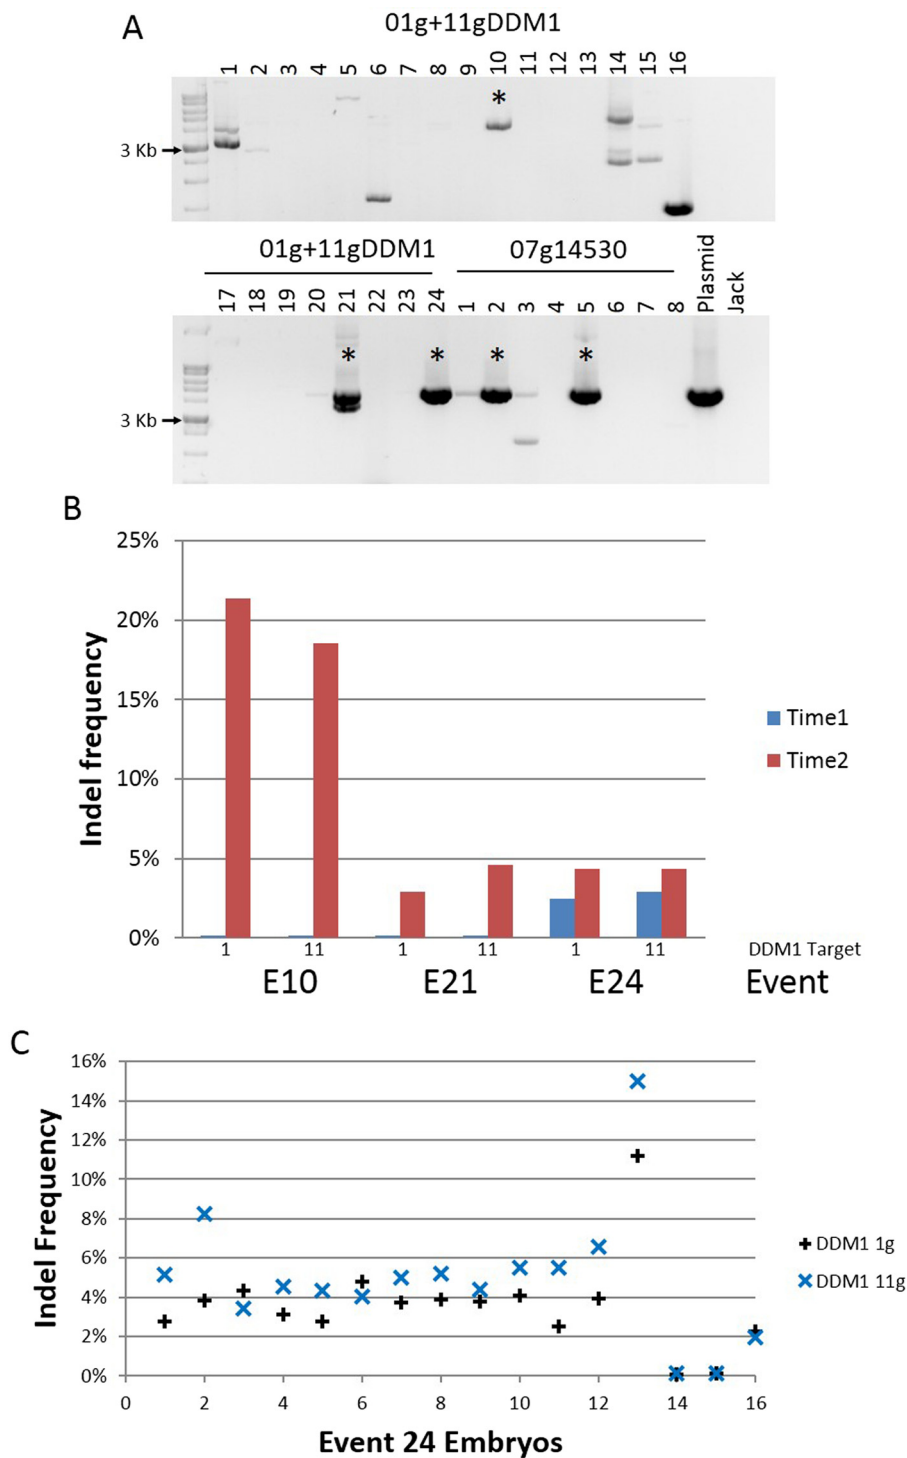 A
01g+11gDDM1
1 2 3 4 5 6 7 8 9 10 11 12 13 14 15 16
*
3 Kb
01g+11gDDM1 07g14530
17 18 19 20 21 22 23 24 1 2 3 4 5 6 7 8 Plasmid Jack
* * * *
3 Kb
B
25%
20%
15%
10%
5%
0%
Indel frequency
Time1
Time2
1 11 1 11 1 11 DDM1 Target
E10 E21 E24 Event
C
16%
14%
12%
10%
8%
6%
4%
2%
0%
Indel Frequency
DDM1 1g
DDM1 11g
0 2 4 6 8 10 12 14 16
Event 24 Embryos